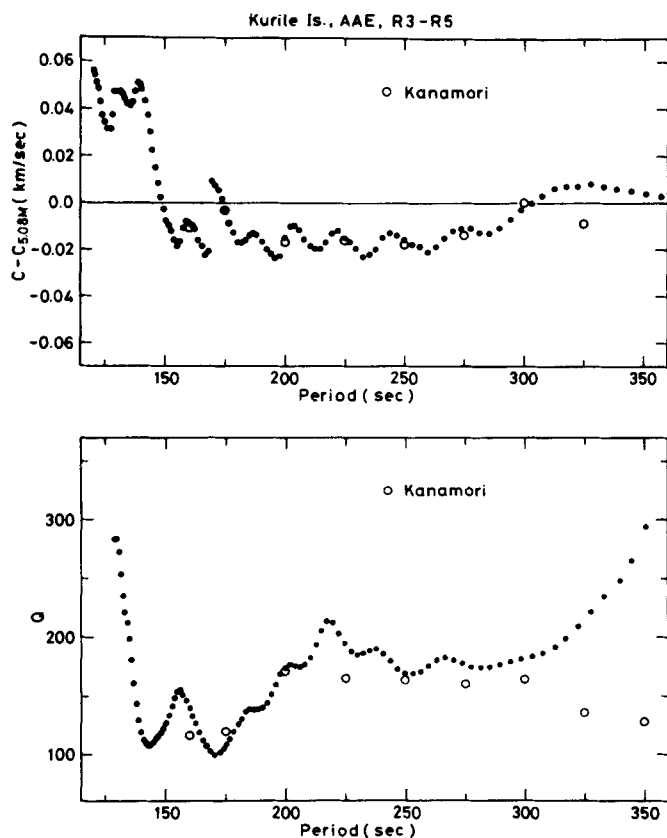 Kurile Is., AAE, R3-R5
C-C5.08M (km/sec)
0.06
0.04
0.02
0.0
-0.02
-0.04
-0.06
Kanamori
150
200
250
300
350
Period (sec)
Q
300
200
100
Kanamori
150
200
250
300
350
Period (sec)